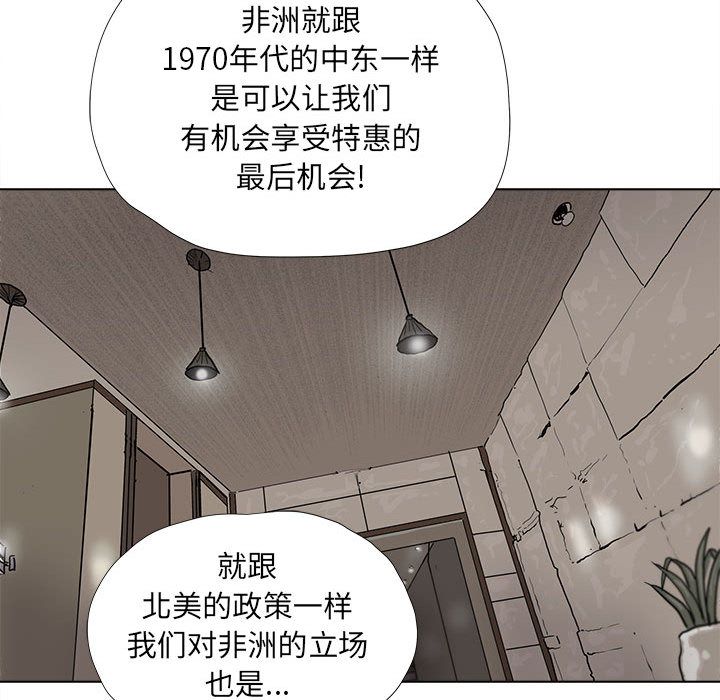 非洲就跟
1970年代的中东一样
是可以让我们
有机会享受特惠的
最后机会!
就跟
北美的政策一样
我们对非洲的立场
也是...